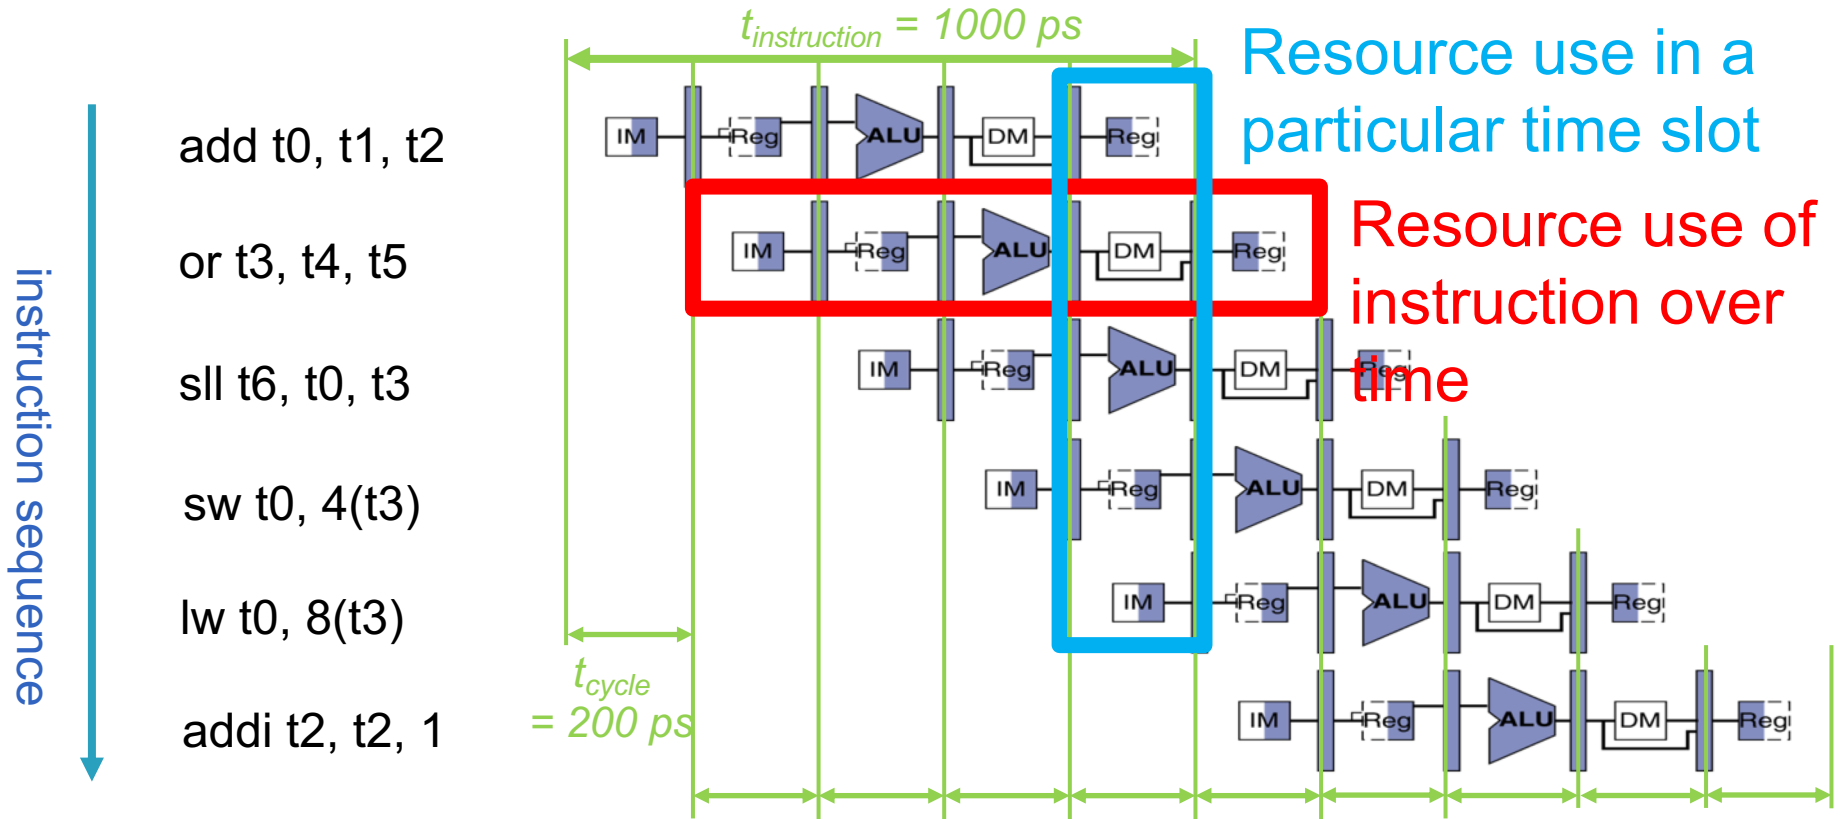 t_instruction = 1000 ps
Resource use in a
particular time slot
Resource use of
instruction over
time
instruction sequence
add t0, t1, t2
IM Reg ALU DM Reg
or t3, t4, t5
IM Reg ALU DM Reg
sll t6, t0, t3
IM Reg ALU DM Reg
sw t0, 4(t3)
IM Reg ALU DM Reg
lw t0, 8(t3)
IM Reg ALU DM Reg
addi t2, t2, 1
IM Reg ALU DM Reg
t_cycle
= 200 ps